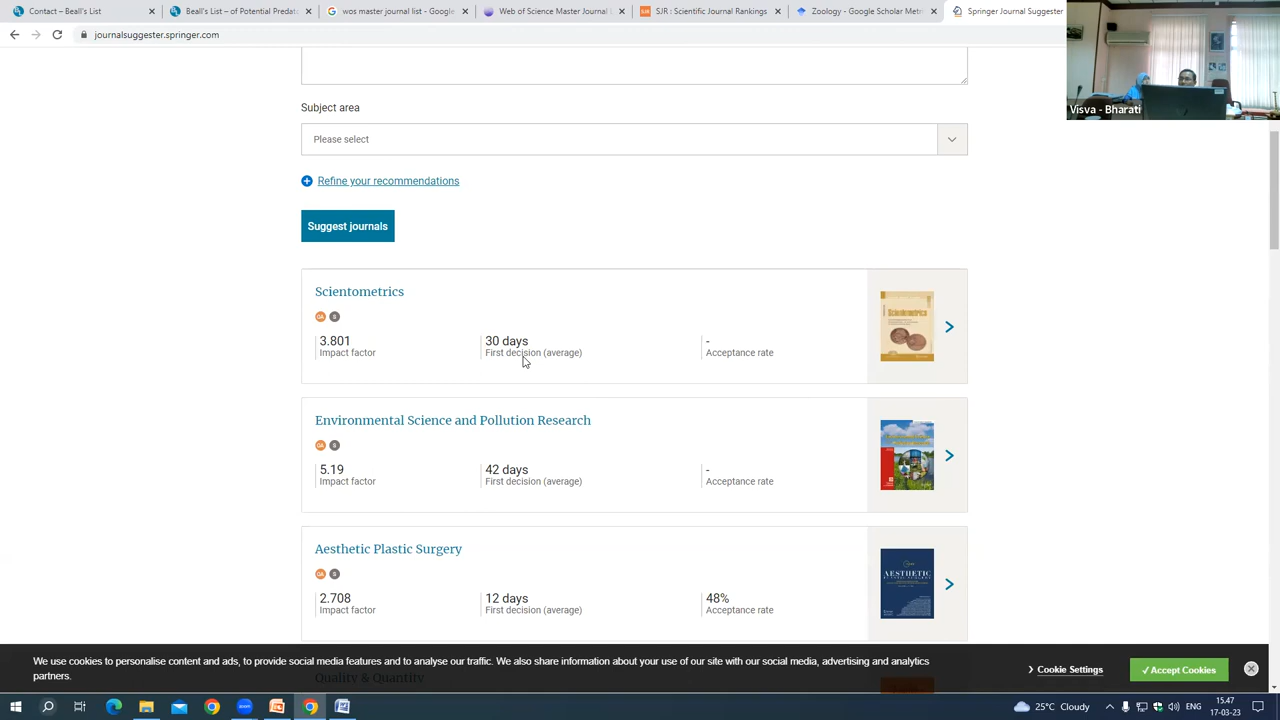 Contact – Beall's List
Beall's List – of Potential Predat
wos master journal list - Google
Web of Science Master Journal
SJR : Scientific Journal Rankings
Zoology - Google Scholar Metr
Springer Journal Suggester
journalsuggester.springer.com
Visva - Bharati
Subject area
Please select
Refine your recommendations
Suggest journals
Scientometrics
OA S
3.801 30 days -
Impact factor First decision (average) Acceptance rate
Scientometrics
Environmental Science and Pollution Research
OA S
5.19 42 days -
Impact factor First decision (average) Acceptance rate
Aesthetic Plastic Surgery
OA S
2.708 12 days 48%
Impact factor First decision (average) Acceptance rate
AESTHETIC
Quality & Quantity
We use cookies to personalise content and ads, to provide social media features and to analyse our traffic. We also share information about your use of our site with our social media, advertising and analytics
partners.
Cookie Settings
Accept Cookies
25°C Cloudy
ENG
15.47
17-03-23